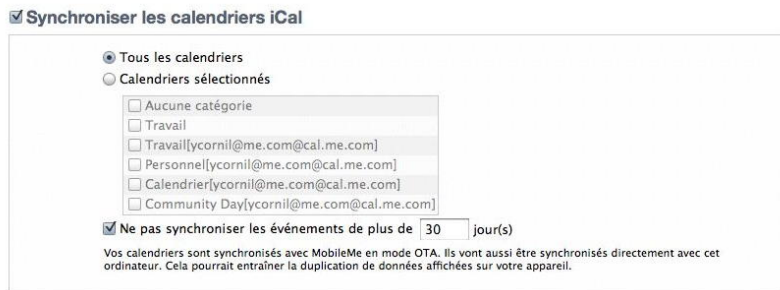 Synchroniser les calendriers iCal
Tous les calendriers
Calendriers sélectionnés
Aucune catégorie
Travail
Travail[ycornil@me.com@cal.me.com]
Personnel[ycornil@me.com@cal.me.com]
Calendrier[ycornil@me.com@cal.me.com]
Community Day[ycornil@me.com@cal.me.com]
Ne pas synchroniser les événements de plus de 30 jour(s)
Vos calendriers sont synchronisés avec MobileMe en mode OTA. Ils vont aussi être synchronisés directement avec cet
ordinateur. Cela pourrait entraîner la duplication de données affichées sur votre appareil.